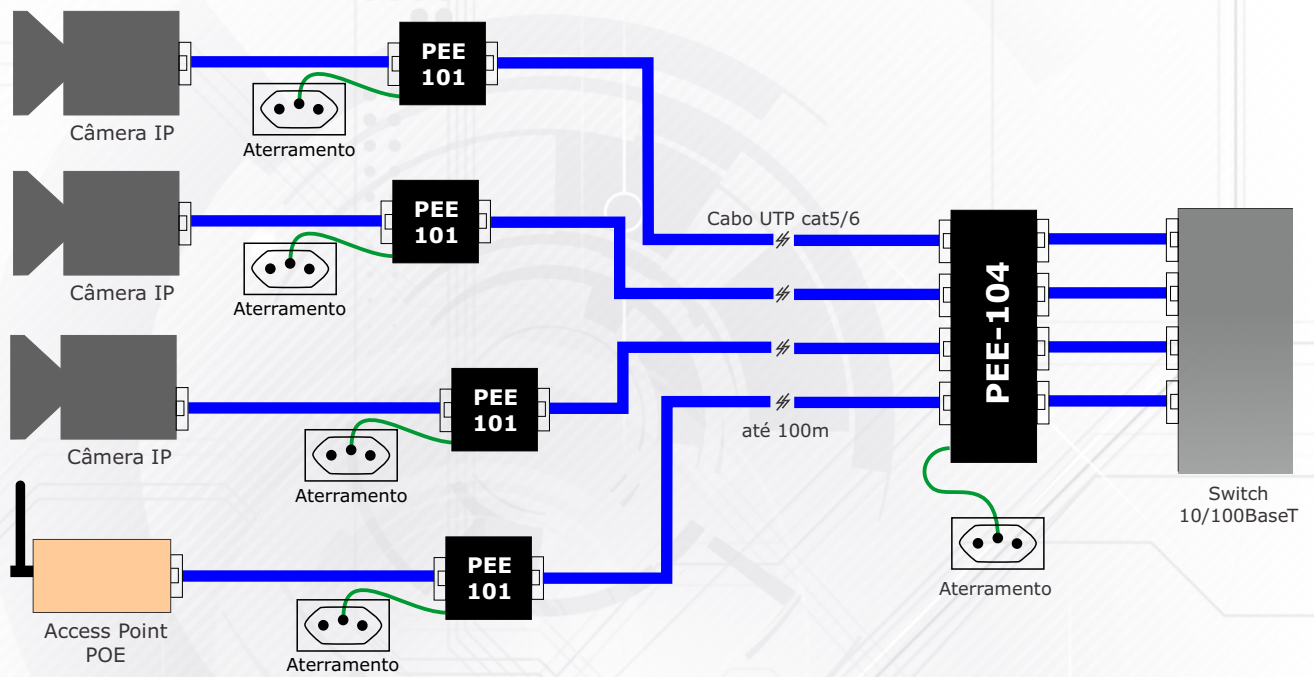 PEE
101
Câmera IP
Aterramento
PEE
101
Câmera IP
Aterramento
Cabo UTP cat5/6
PEE-104
PEE
101
Câmera IP
Aterramento
até 100m
Switch
10/100BaseT
PEE
101
Aterramento
Access Point
POE
Aterramento